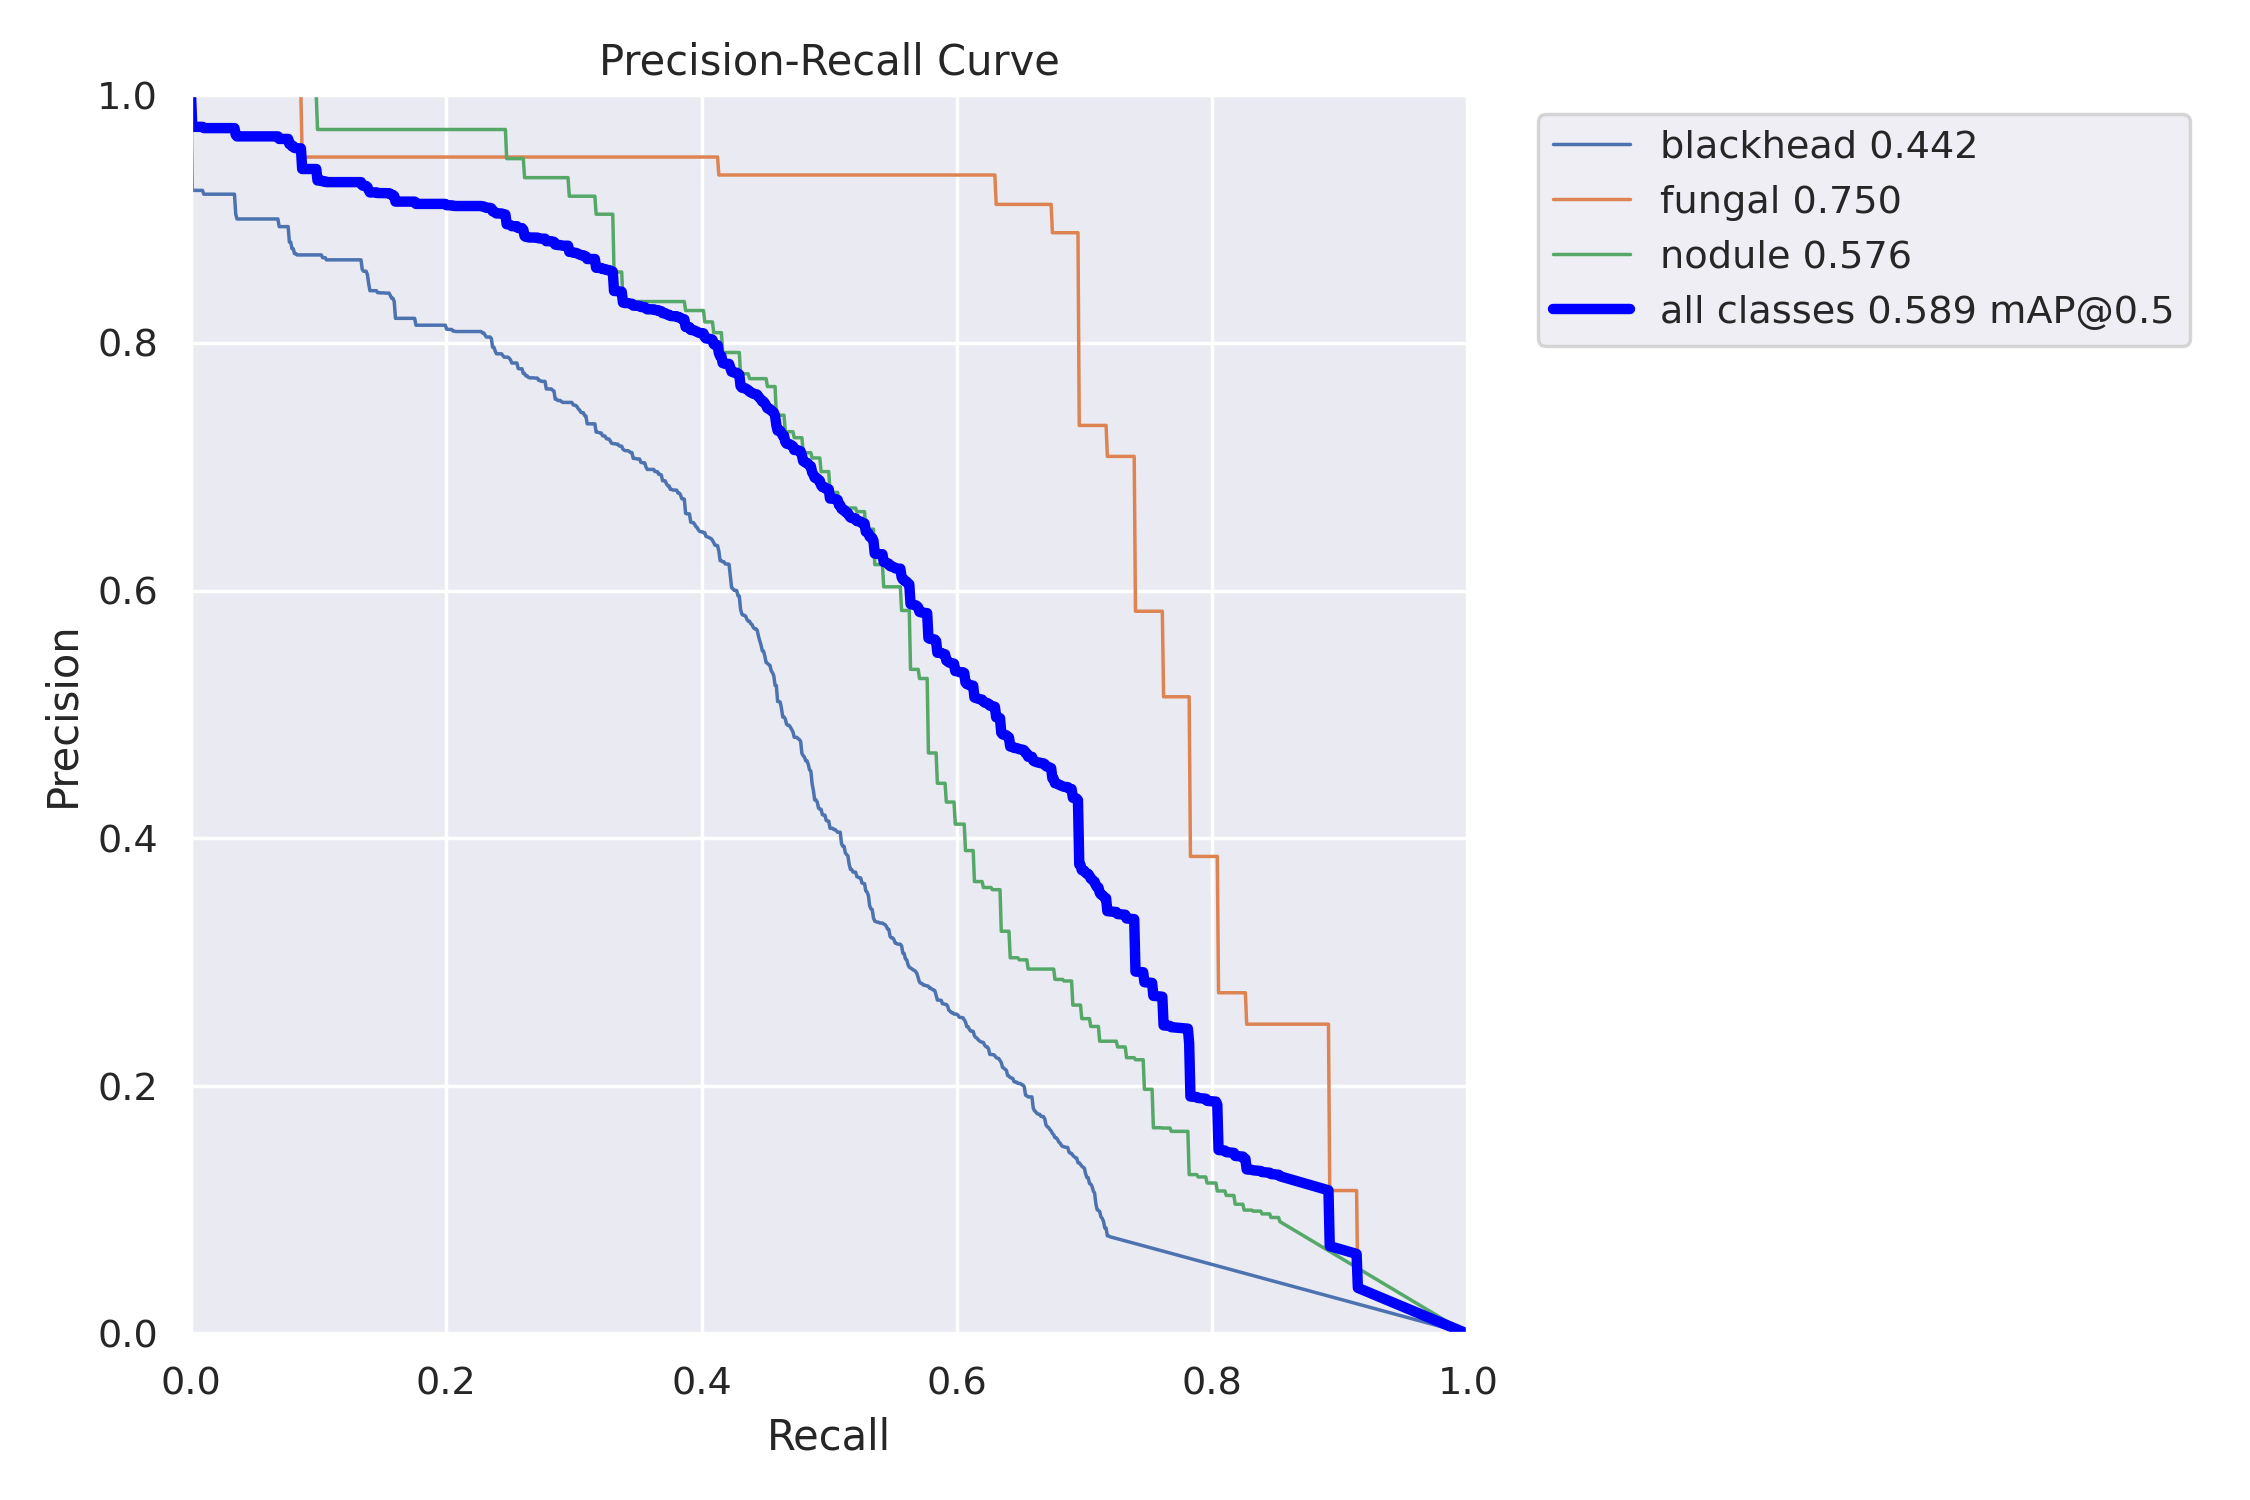 Precision-Recall Curve
blackhead 0.442
fungal 0.750
nodule 0.576
all classes 0.589 mAP@0.5
Precision
1.0
0.8
0.6
0.4
0.2
0.0
0.0 0.2 0.4 0.6 0.8 1.0
Recall